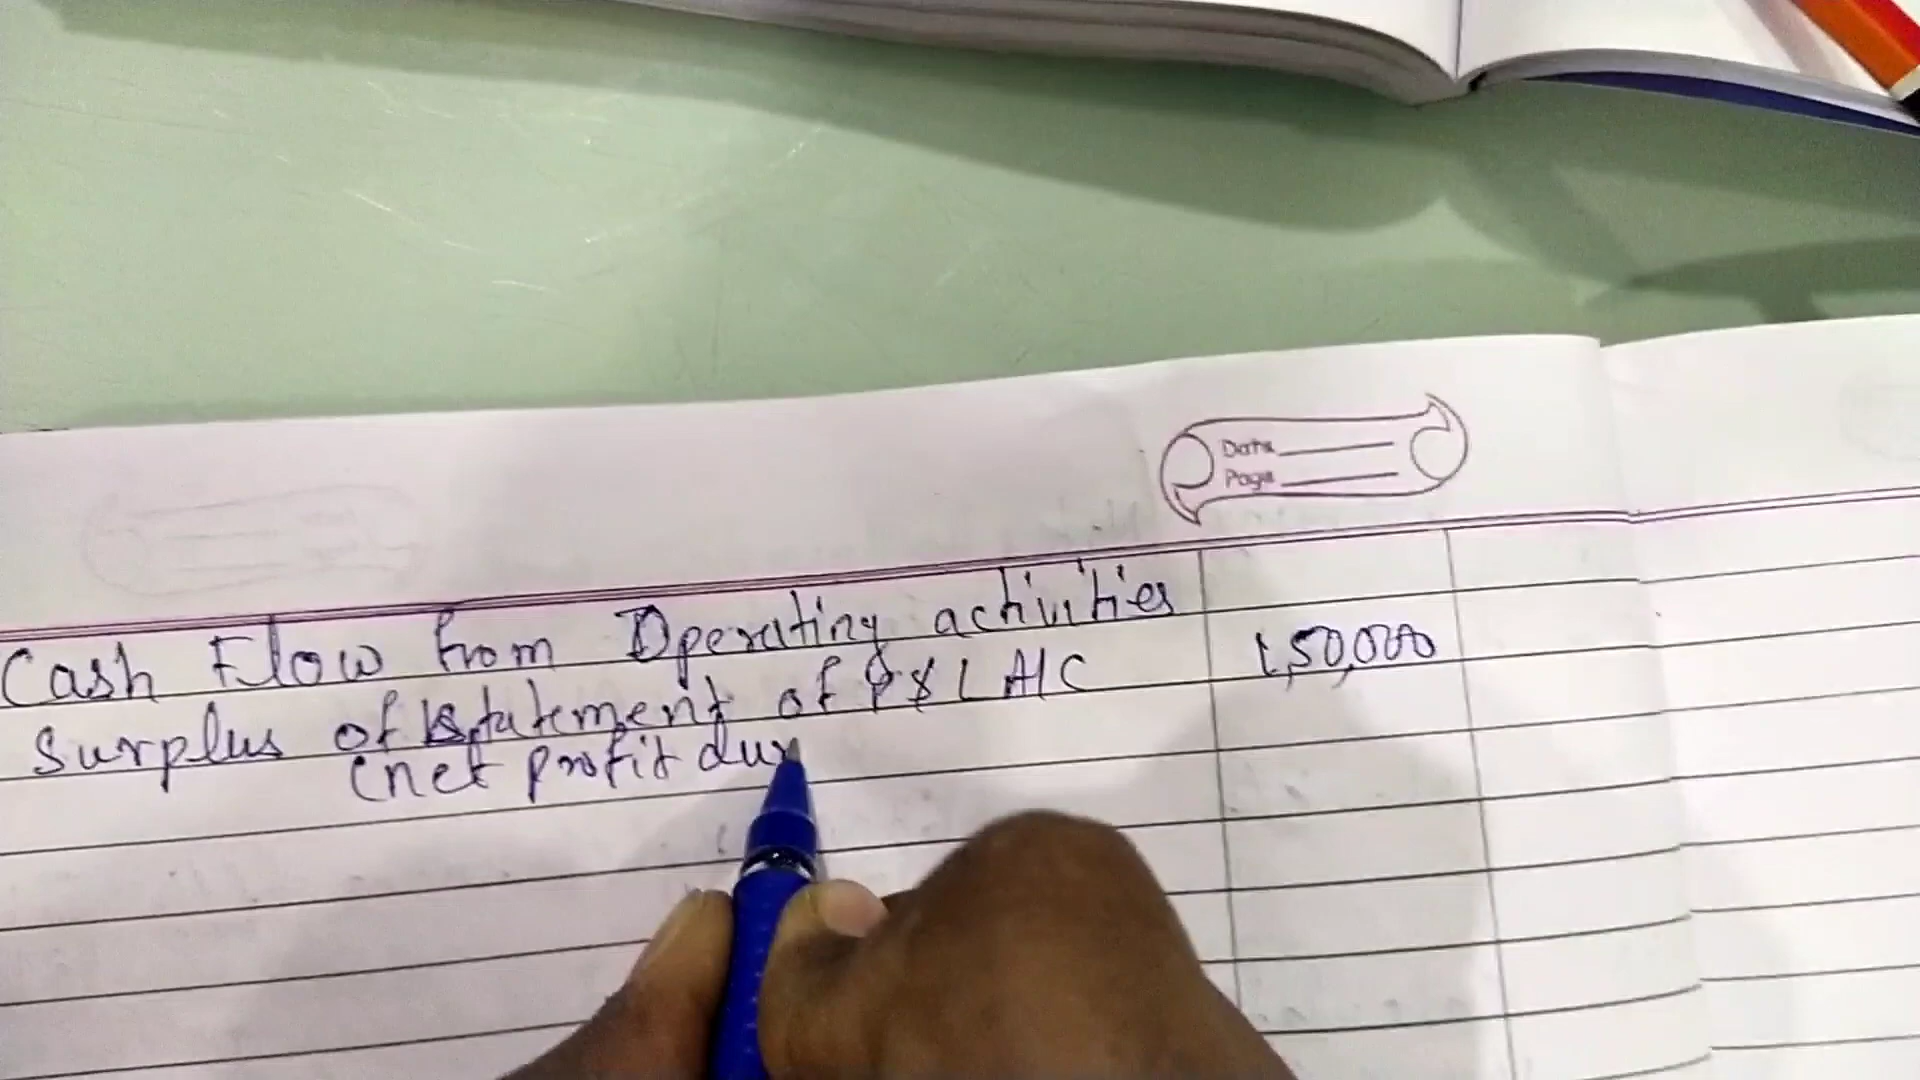 Date
Page
Cash Flow from Operating activities
Surplus of statement of P&L A/C 1,50,000
(net profit dur